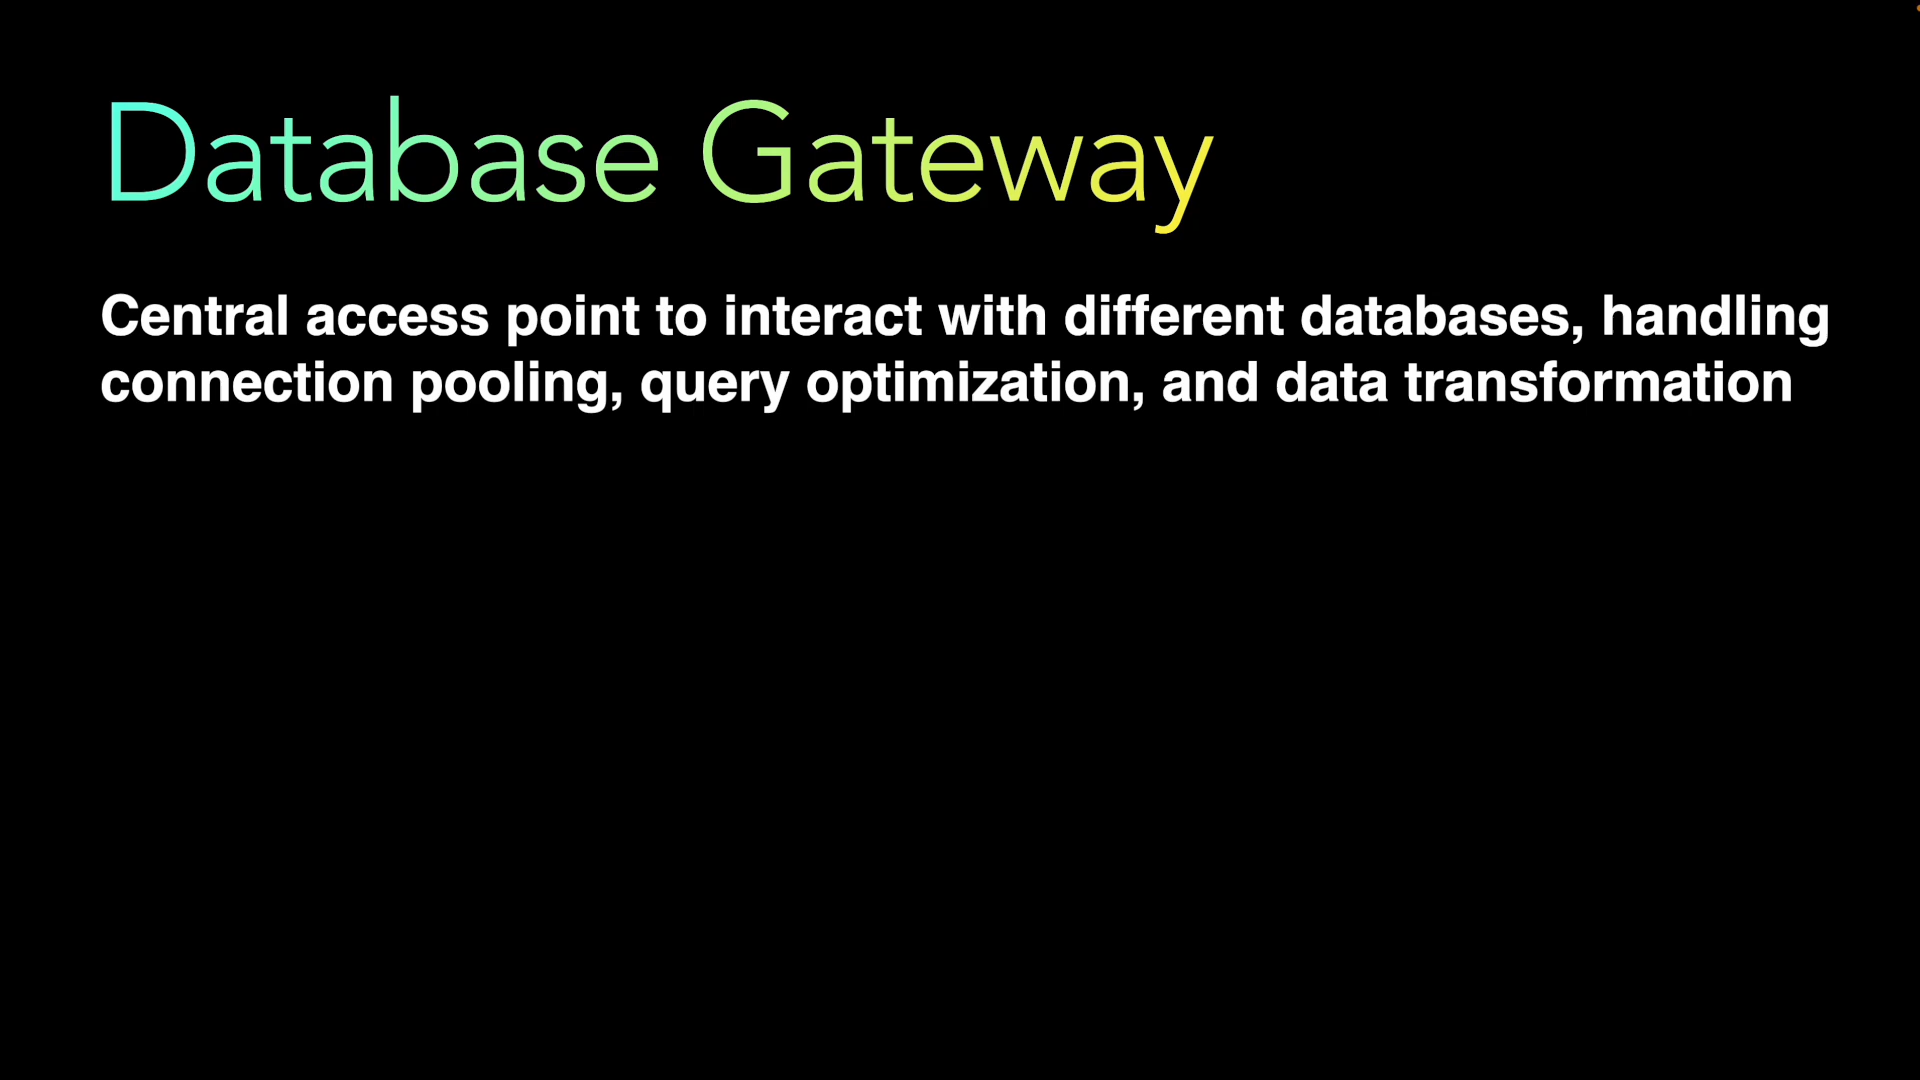 Database Gateway
Central access point to interact with different databases, handling
connection pooling, query optimization, and data transformation